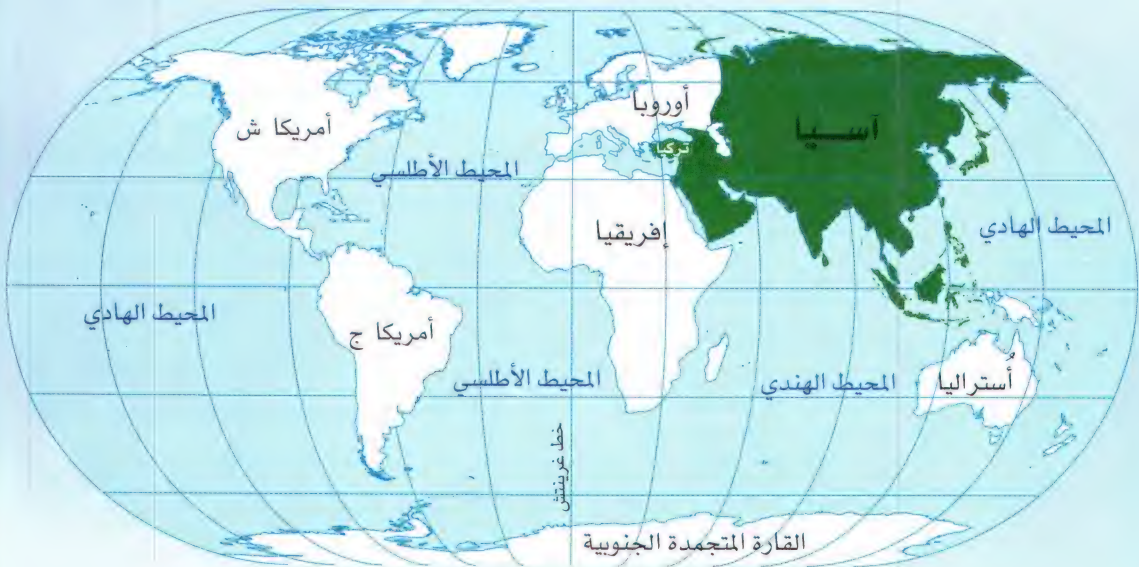 أوروبا
آسيا
أمريكا ش
تركيا
المحيط الأطلسي
إفريقيا
المحيط الهادي
المحيط الهادي
أمريكا ج
المحيط الأطلسي
المحيط الهندي
أُستراليا
خط غرينتش
القارة المتجمدة الجنوبية